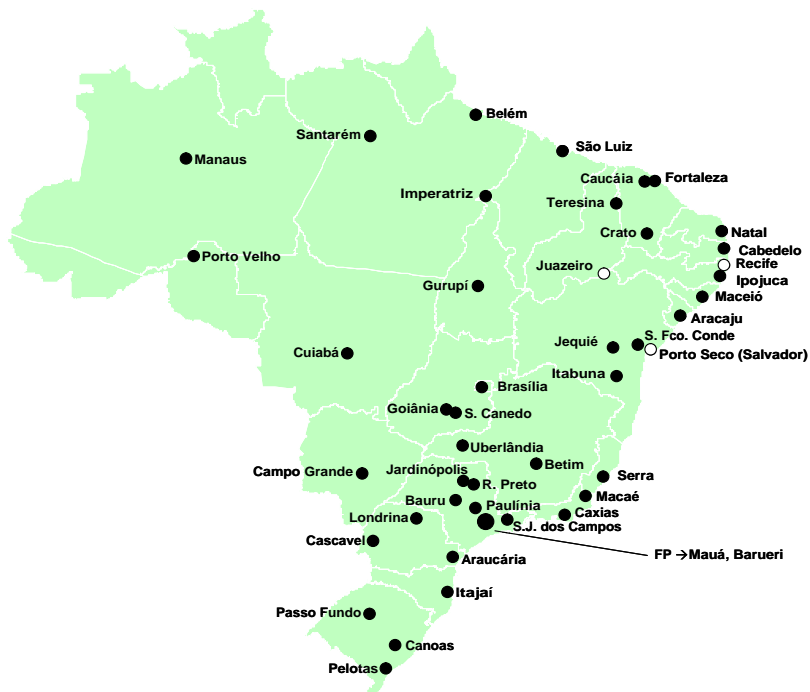 Belém
Santarém
São Luiz
Manaus
Caucáia
Fortaleza
Imperatriz
Teresina
Crato
Natal
Cabedelo
Porto Velho
Recife
Juazeiro
Ipojuca
Gurupí
Maceió
Aracaju
S. Fco. Conde
Jequié
Cuiabá
Porto Seco (Salvador)
Itabuna
Brasília
Goiânia
S. Canedo
Uberlândia
Betim
Campo Grande
Jardinópolis
Serra
R. Preto
Macaé
Bauru
Paulínia
Caxias
Londrina
S.J. dos Campos
Cascavel
FP →Mauá, Barueri
Araucária
Itajaí
Passo Fundo
Canoas
Pelotas